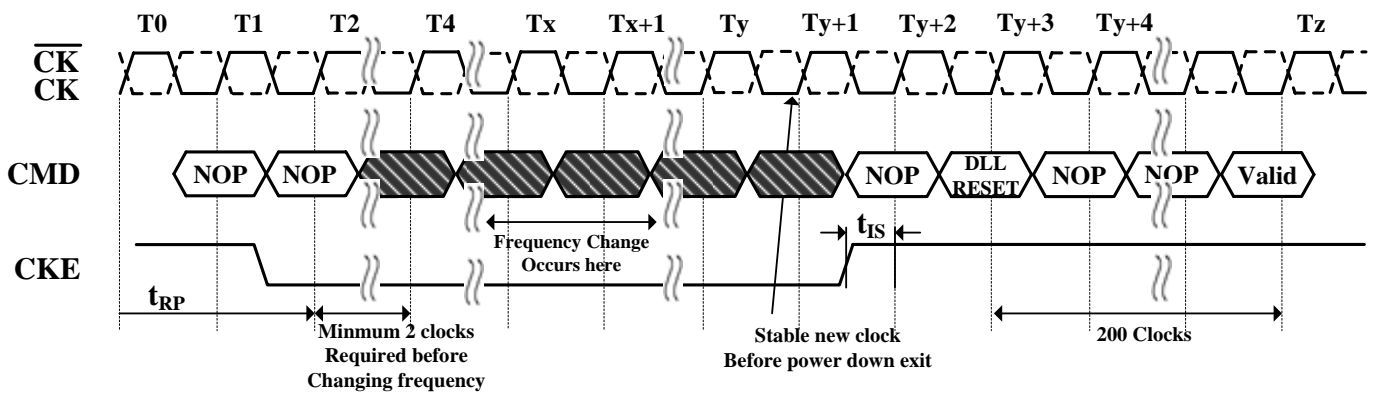 T0 T1 T2 T4 Tx Tx+1 Ty Ty+1 Ty+2 Ty+3 Ty+4 Tz
CK
CK
CMD NOP NOP NOP DLL RESET NOP NOP Valid
Frequency Change
Occurs here
tIS
CKE
tRP
Minimum 2 clocks
Required before
Changing frequency
Stable new clock
Before power down exit
200 Clocks